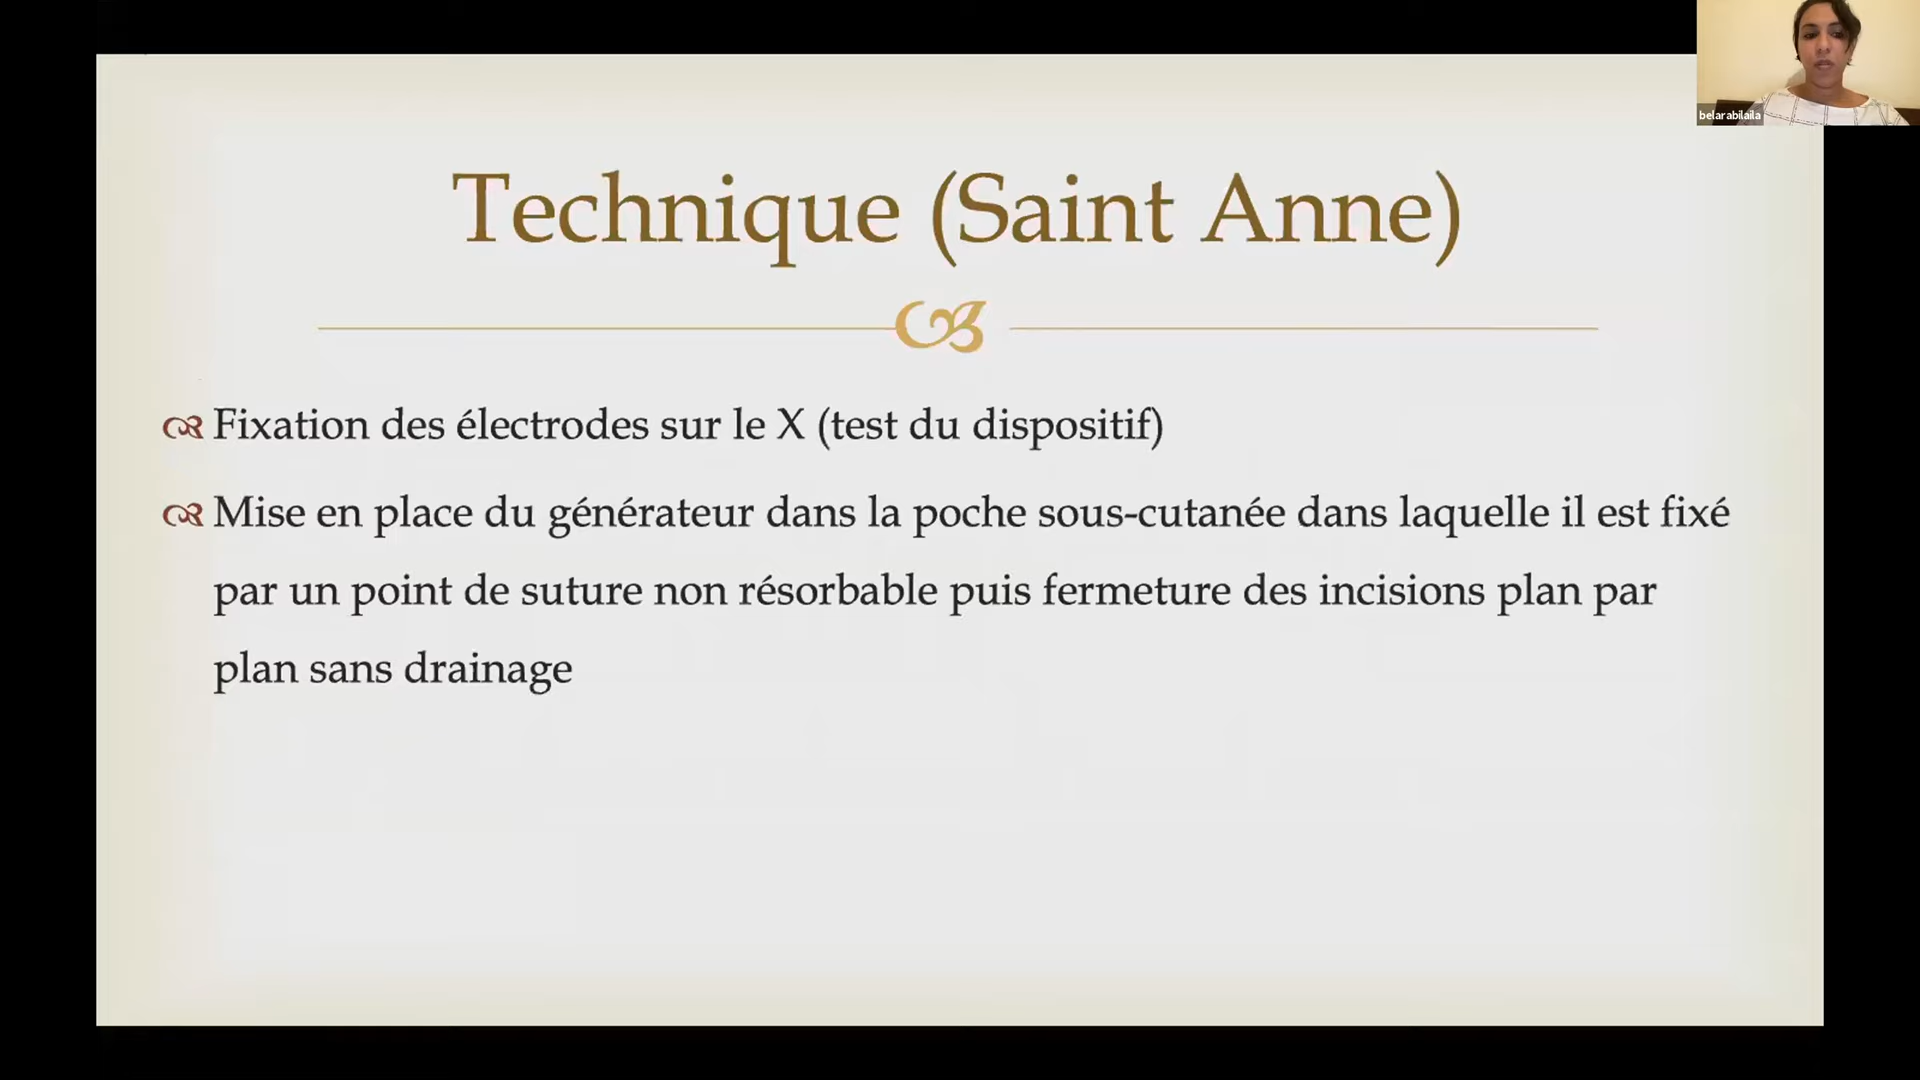 belarabilaila
Technique (Saint Anne)
Fixation des électrodes sur le X (test du dispositif)
Mise en place du générateur dans la poche sous-cutanée dans laquelle il est fixé
par un point de suture non résorbable puis fermeture des incisions plan par
plan sans drainage